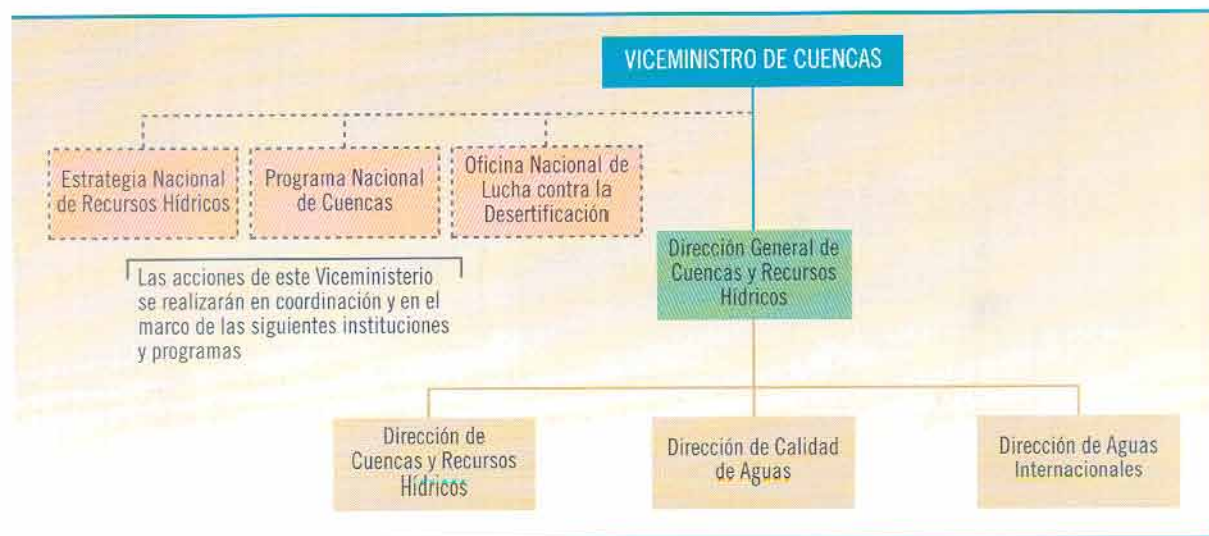 VICEMINISTRO DE CUENCAS
Estrategia Nacional
de Recursos Hídricos
Programa Nacional
de Cuencas
Oficina Nacional de
Lucha contra la
Desertificación
Las acciones de este Viceministerio
se realizarán en coordinación y en el
marco de las siguientes instituciones
y programas
Dirección General de
Cuencas y Recursos
Hídricos
Dirección de
Cuencas y Recursos
Hídricos
Dirección de Calidad
de Aguas
Dirección de Aguas
Internacionales